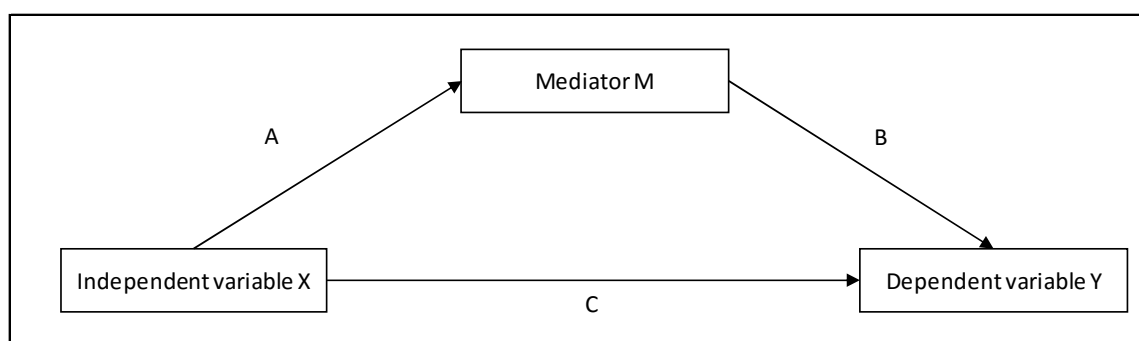 Mediator M
A
B
Independent variable X
Dependent variable Y
C